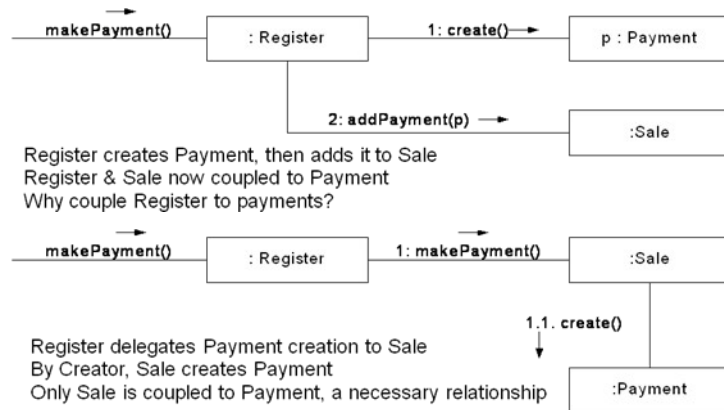 makePayment()
: Register
1: create()
p : Payment
2: addPayment(p)
:Sale
Register creates Payment, then adds it to Sale
Register & Sale now coupled to Payment
Why couple Register to payments?
makePayment()
: Register
1: makePayment()
:Sale
1.1. create()
Register delegates Payment creation to Sale
By Creator, Sale creates Payment
Only Sale is coupled to Payment, a necessary relationship
:Payment